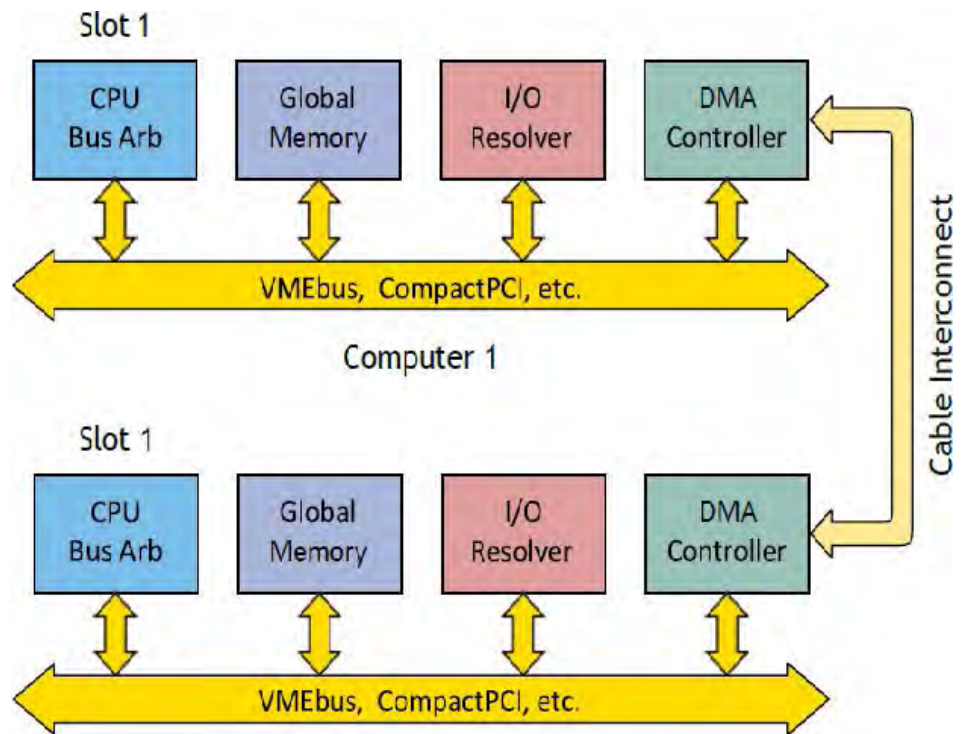 Slot 1
CPU
Bus Arb
Global
Memory
I/O
Resolver
DMA
Controller
VMEbus, CompactPCI, etc.
Computer 1
Cable Interconnect
Slot 1
CPU
Bus Arb
Global
Memory
I/O
Resolver
DMA
Controller
VMEbus, CompactPCI, etc.